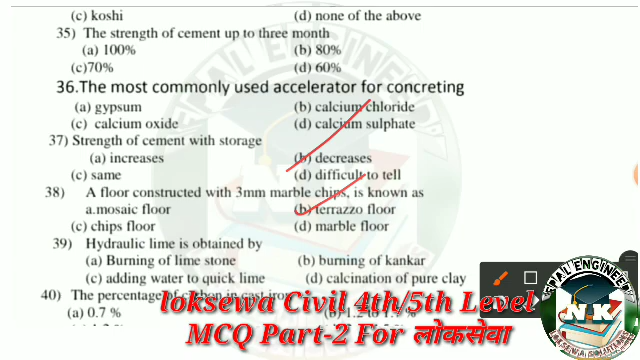 (c) koshi (d) none of the above
35) The strength of cement up to three month
(a) 100% (b) 80%
(c)70% (d) 60%
36.The most commonly used accelerator for concreting
(a) gypsum (b) calcium chloride
(c) calcium oxide (d) calcium sulphate
37) Strength of cement with storage
(a) increases (b) decreases
(c) same (d) difficult to tell
38) A floor constructed with 3mm marble chips, is known as
a.mosaic floor (b) terrazzo floor
(c) chips floor (d) marble floor
39) Hydraulic lime is obtained by
(a) Burning of lime stone (b) burning of kankar
(c) adding water to quick lime (d) calcination of pure clay
40) The percentage of carbon in
(a) 0.7 %
loksewa Civil 4th/5th Level
MCQ Part-2 For लोकसेवा
NEPAL ENGINEER
NK